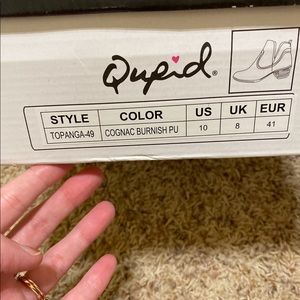 Qupid®
STYLE COLOR US UK EUR
TOPANGA-49 COGNAC BURNISH PU 10 8 41